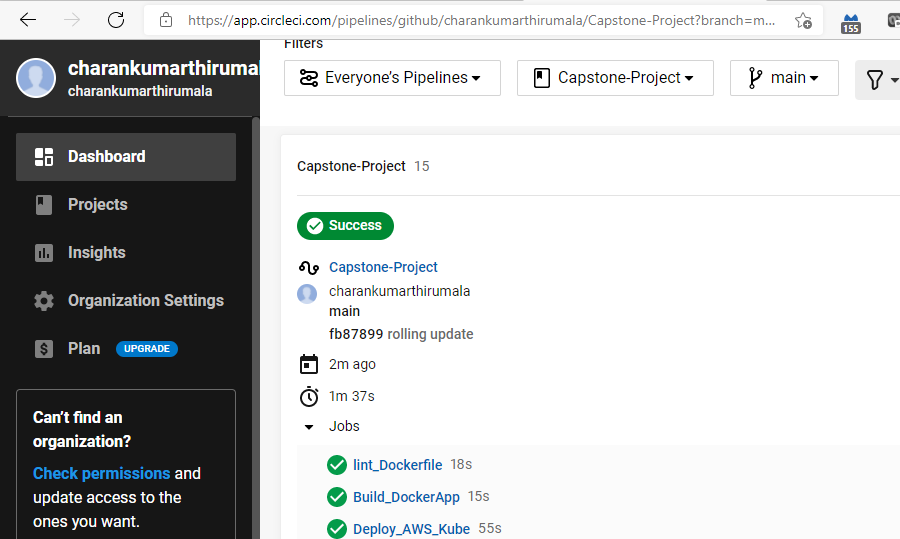 https://app.circleci.com/pipelines/github/charankumarthirumala/Capstone-Project?branch=m...
155
charankumarthirumal
charankumarthirumala
Dashboard
Projects
Insights
Organization Settings
Plan UPGRADE
Can't find an
organization?
Check permissions and
update access to the
ones you want.
Filters
Everyone's Pipelines
Capstone-Project
main
Capstone-Project 15
Success
Capstone-Project
charankumarthirumala
main
fb87899 rolling update
2m ago
1m 37s
Jobs
lint_Dockerfile 18s
Build_DockerApp 15s
Deploy_AWS_Kube 55s